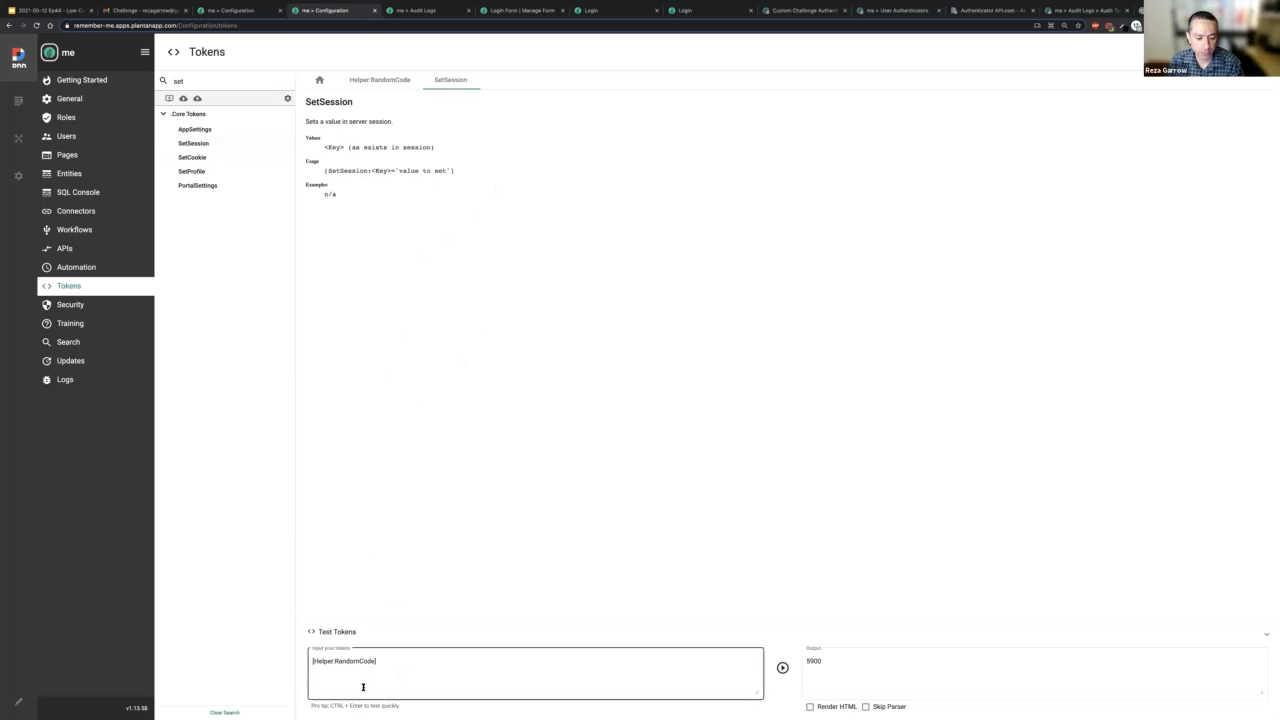 2021-05-12 Ep44 - Low-C
Challenge - rezagarrow@g
me > Configuration
me > Configuration
me > Audit Logs
Login Form | Manage Form
Login
Login
Custom Challenge Authenti
me > User Authenticators
Authenticator API.com - A
me > Audit Logs > Audit Ty
remember-me.apps.plantanapp.com/Configuration/tokens
Reza Garrow
DNN
me
Getting Started
General
Roles
Users
Pages
Entities
SQL Console
Connectors
Workflows
APIs
Automation
Tokens
Security
Training
Search
Updates
Logs
v1.13.58
Tokens
set
.Core Tokens
AppSettings
SetSession
SetCookie
SetProfile
PortalSettings
Clear Search
Helper:RandomCode
SetSession
SetSession
Sets a value in server session.
Values
<Key> (as exists in session)
Usage
[SetSession:<Key>='value to set']
Examples
n/a
Test Tokens
Input your tokens
[Helper:RandomCode]
Pro tip: CTRL + Enter to test quickly.
Output
5900
Render HTML
Skip Parser